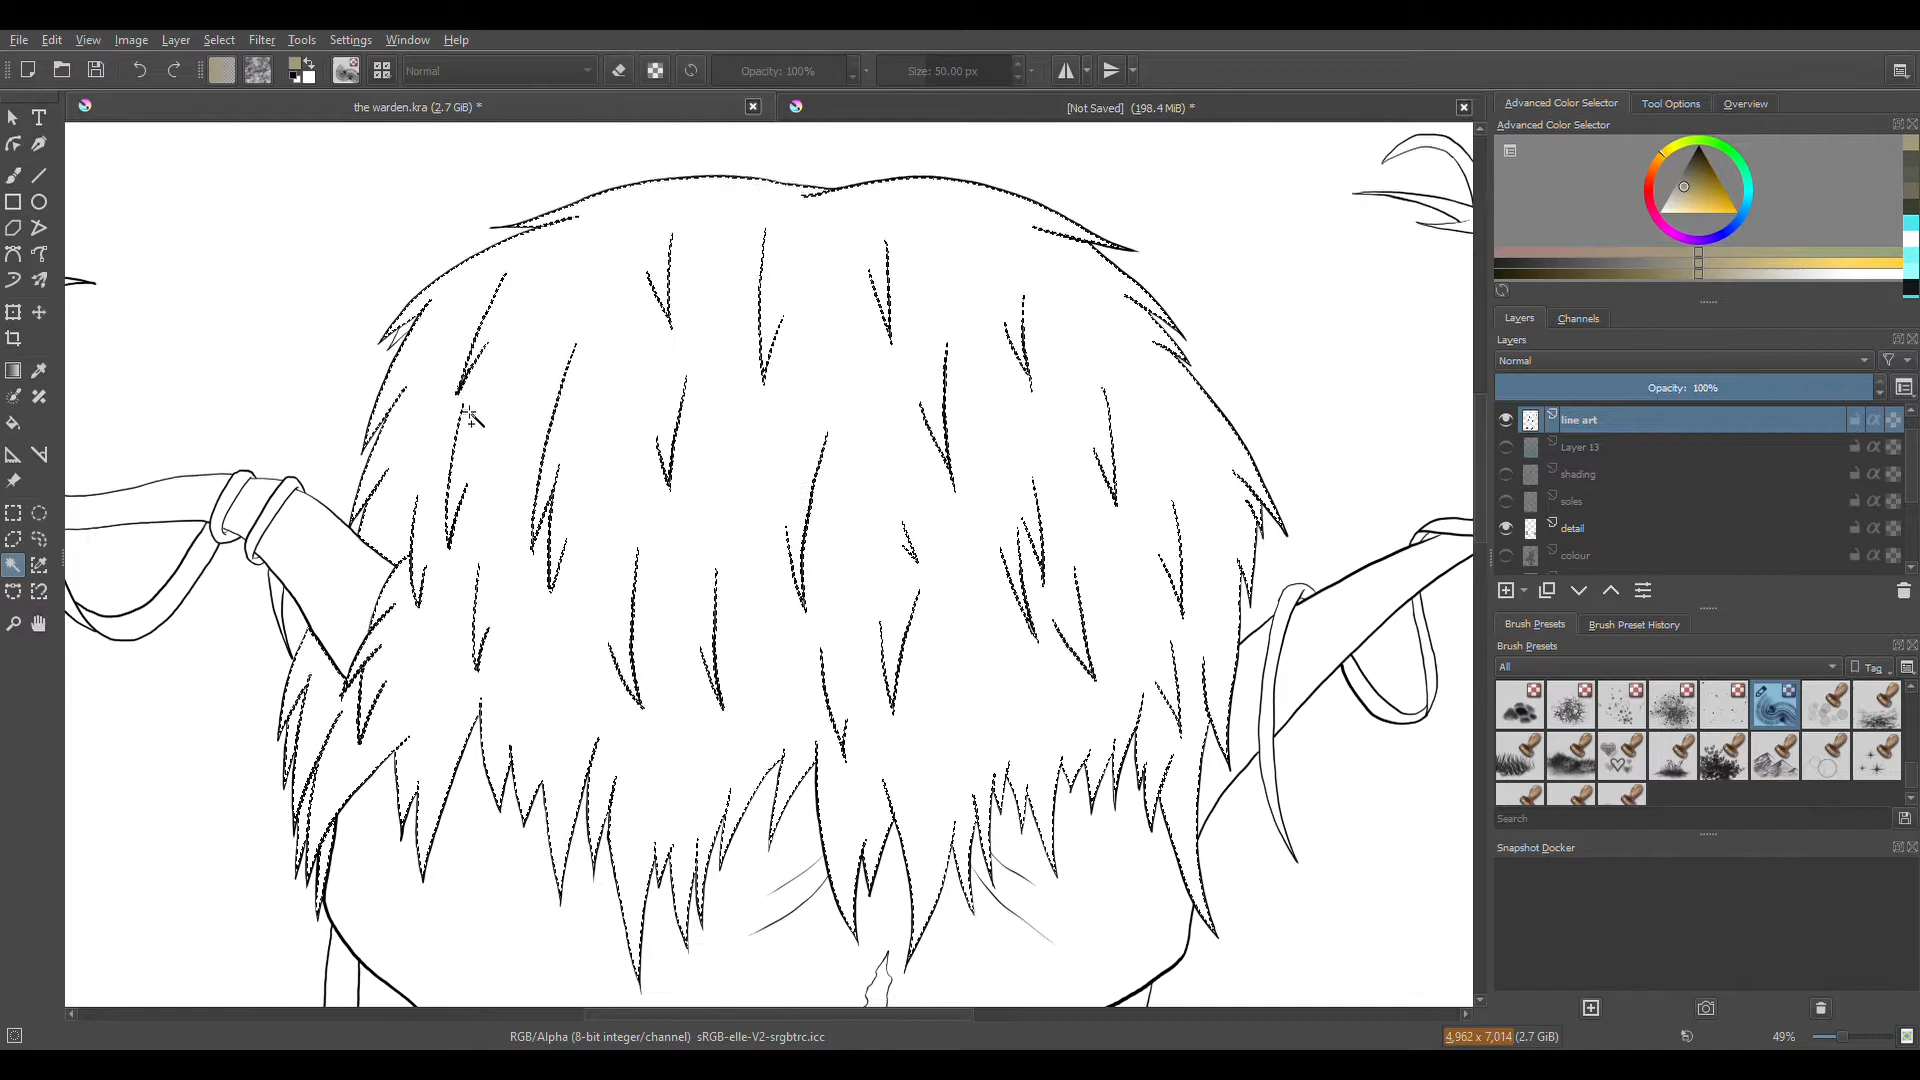 File Edit View Image Layer Select Filter Tools Settings Window Help
Normal Opacity: 100% Size: 50.00 px
the warden.kra (2.7 GiB) *
[Not Saved] (198.4 MiB) *
Advanced Color Selector Tool Options Overview
Advanced Color Selector
Layers Channels
Layers
Normal
Opacity: 100%
line art
Layer 13
shading
soles
detail
colour
Brush Presets Brush Preset History
Brush Presets
All Tag
Search
Snapshot Docker
RGB/Alpha (8-bit integer/channel) sRGB-elle-V2-srgbtrc.icc
4,962 x 7,014 (2.7 GiB)
49%